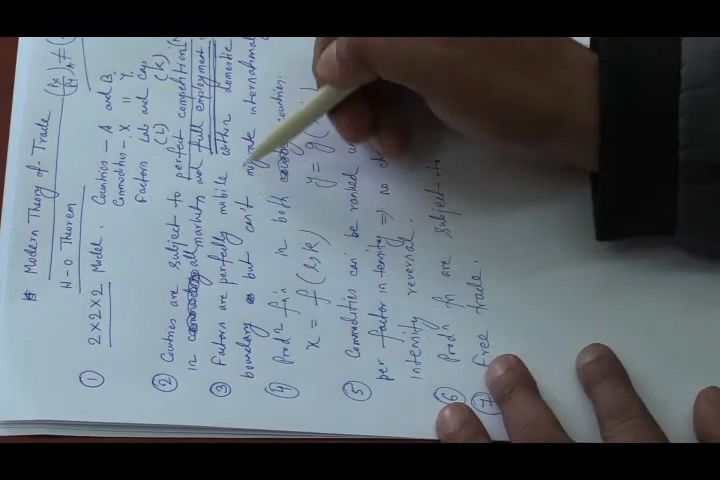 Modern Theory of Trade (Px/Py)A ≠ (
H-O Theorem
① 2×2×2 Model. Countries - A and B
Commodities - X " Y
Factors Lab and Cap
(L) (K)
② Countries are subject to perfect competition
in all markets and full employment
③ Factors are perfectly mobile within domestic
boundary but can't migrate international
④ Prodn fn in both countries.
x = f(L,K) y = g(
⑤ Commodities can be ranked
per factor intensity ⇒ no
intensity reversal.
⑥ Prodn fn are subject to
⑦ Free trade.